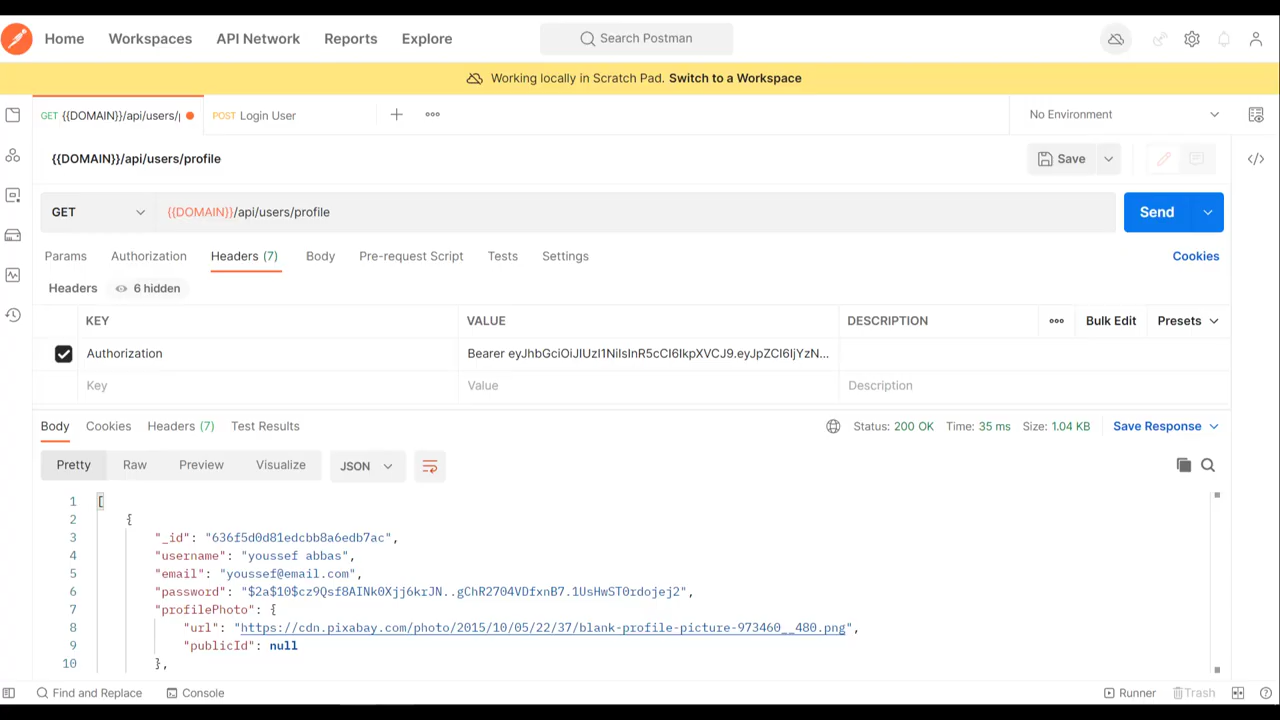 Home Workspaces API Network Reports Explore Search Postman
Working locally in Scratch Pad. Switch to a Workspace
GET {{DOMAIN}}/api/users/p POST Login User No Environment
{{DOMAIN}}/api/users/profile Save
GET {{DOMAIN}}/api/users/profile Send
Params Authorization Headers (7) Body Pre-request Script Tests Settings Cookies
Headers 6 hidden
KEY VALUE DESCRIPTION Bulk Edit Presets
Authorization Bearer eyJhbGciOiJIUzI1NiIsInR5cCI6IkpXVCJ9.eyJpZCI6IjYzN...
Key Value Description
Body Cookies Headers (7) Test Results Status: 200 OK Time: 35 ms Size: 1.04 KB Save Response
Pretty Raw Preview Visualize JSON
1 [
2 {
3 "_id": "636f5d0d81edcbb8a6edb7ac",
4 "username": "youssef abbas",
5 "email": "youssef@email.com",
6 "password": "$2a$10$cz9Qsf8AINk0Xjj6krJN..gChR2704VDfxnB7.1UsHwST0rdojej2",
7 "profilePhoto": {
8 "url": "https://cdn.pixabay.com/photo/2015/10/05/22/37/blank-profile-picture-973460__480.png",
9 "publicId": null
10 },
Find and Replace Console Runner Trash